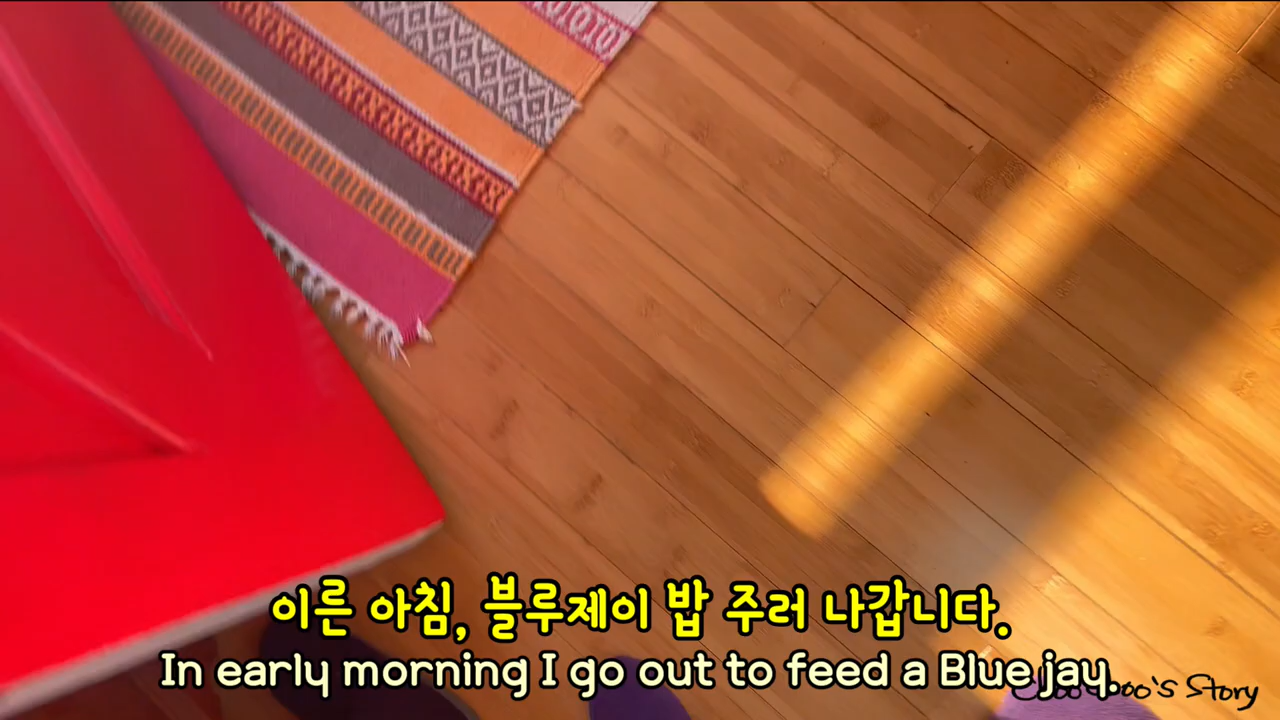 이른 아침, 블루제이 밥 주러 나갑니다.
In early morning I go out to feed a Blue jay.
Story